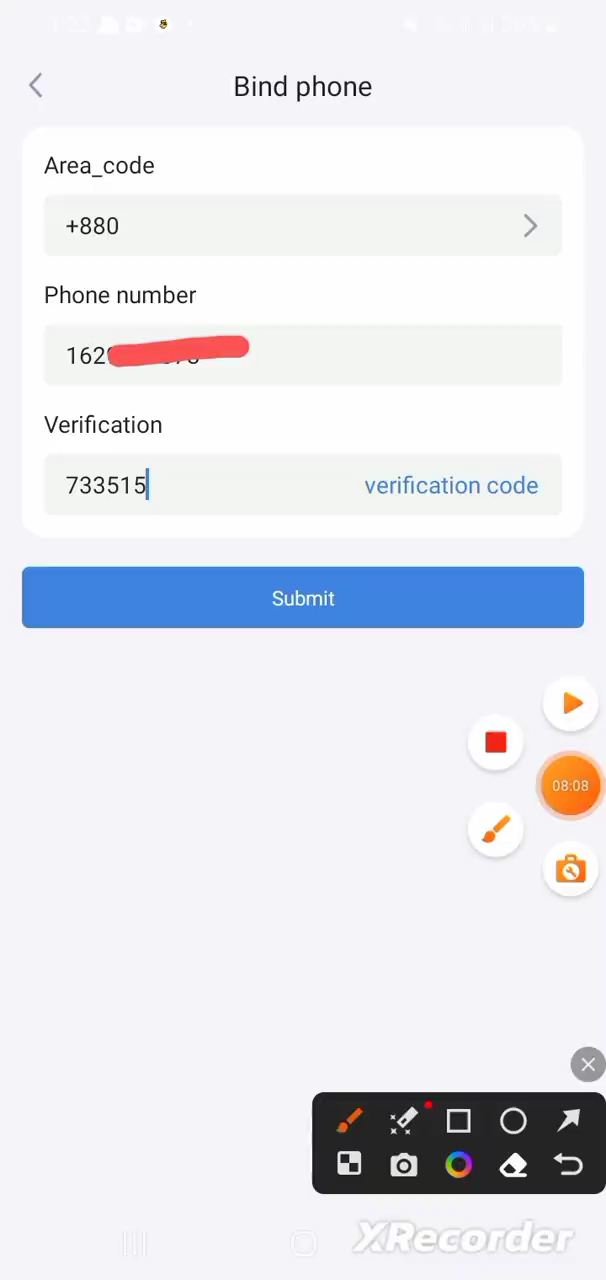 Bind phone
Area_code
+880
Phone number
162
Verification
733515
verification code
Submit
08:08
XRecorder